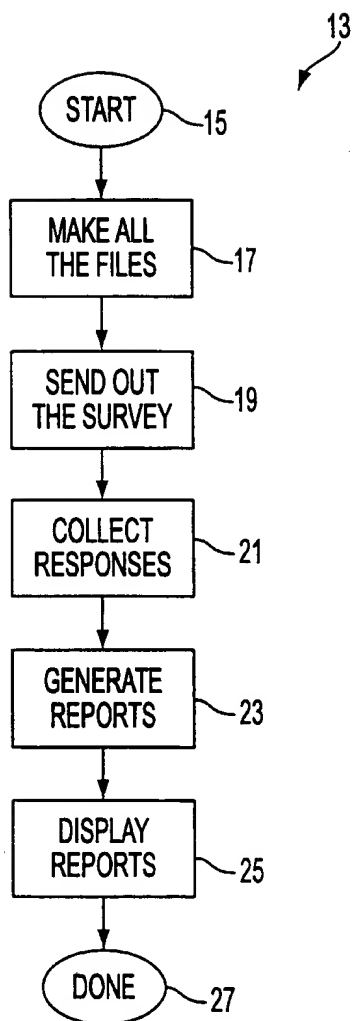 13
START
15
MAKE ALL
THE FILES
17
SEND OUT
THE SURVEY
19
COLLECT
RESPONSES
21
GENERATE
REPORTS
23
DISPLAY
REPORTS
25
DONE
27